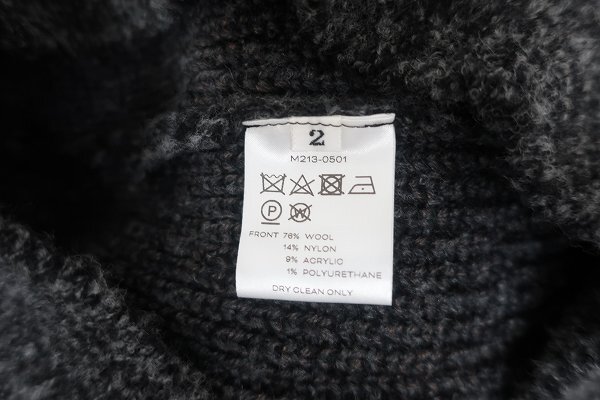 2
M213-0501
P W
FRONT 76% WOOL
14% NYLON
9% ACRYLIC
1% POLYURETHANE
DRY CLEAN ONLY